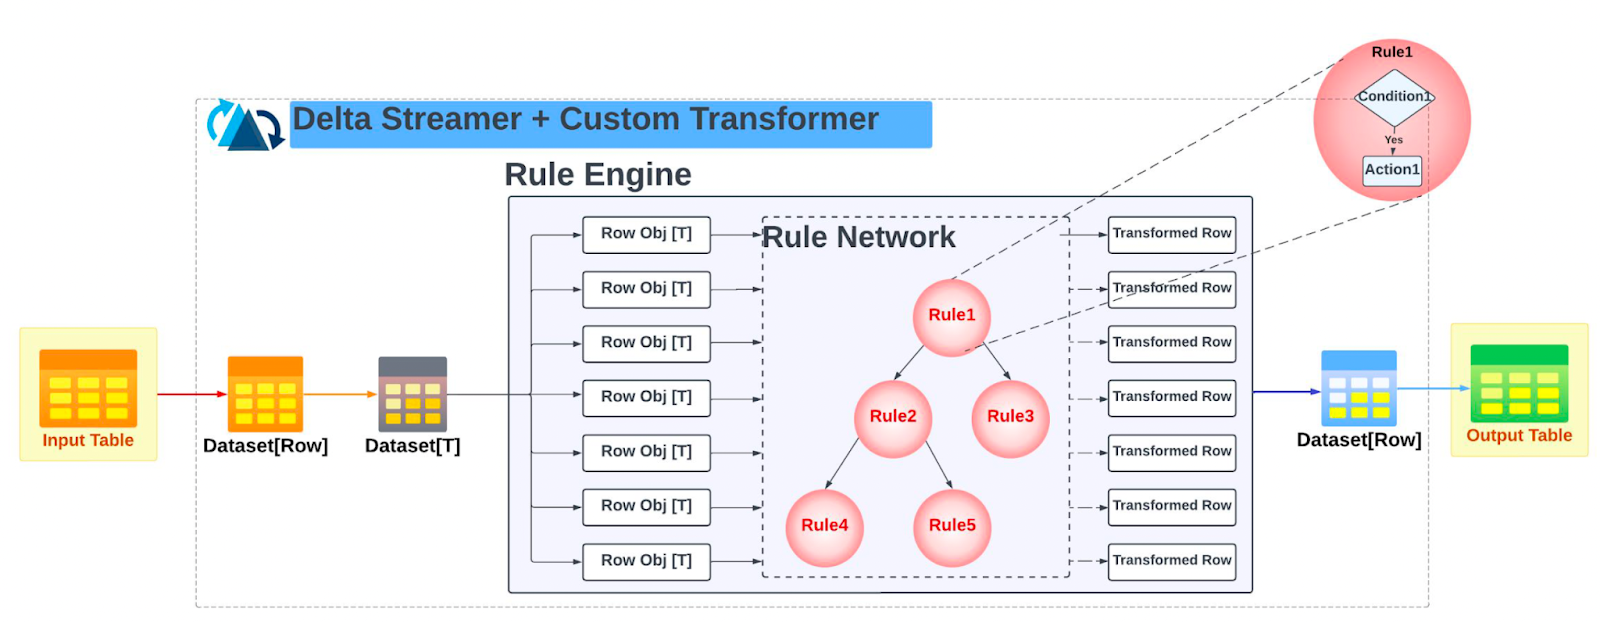 Rule1
Condition1
Yes
Action1
Delta Streamer + Custom Transformer
Rule Engine
Rule Network
Row Obj [T]
Row Obj [T]
Row Obj [T]
Row Obj [T]
Row Obj [T]
Row Obj [T]
Row Obj [T]
Transformed Row
Transformed Row
Transformed Row
Transformed Row
Transformed Row
Transformed Row
Transformed Row
Rule1
Rule2
Rule3
Rule4
Rule5
Input Table
Dataset[Row]
Dataset[T]
Dataset[Row]
Output Table